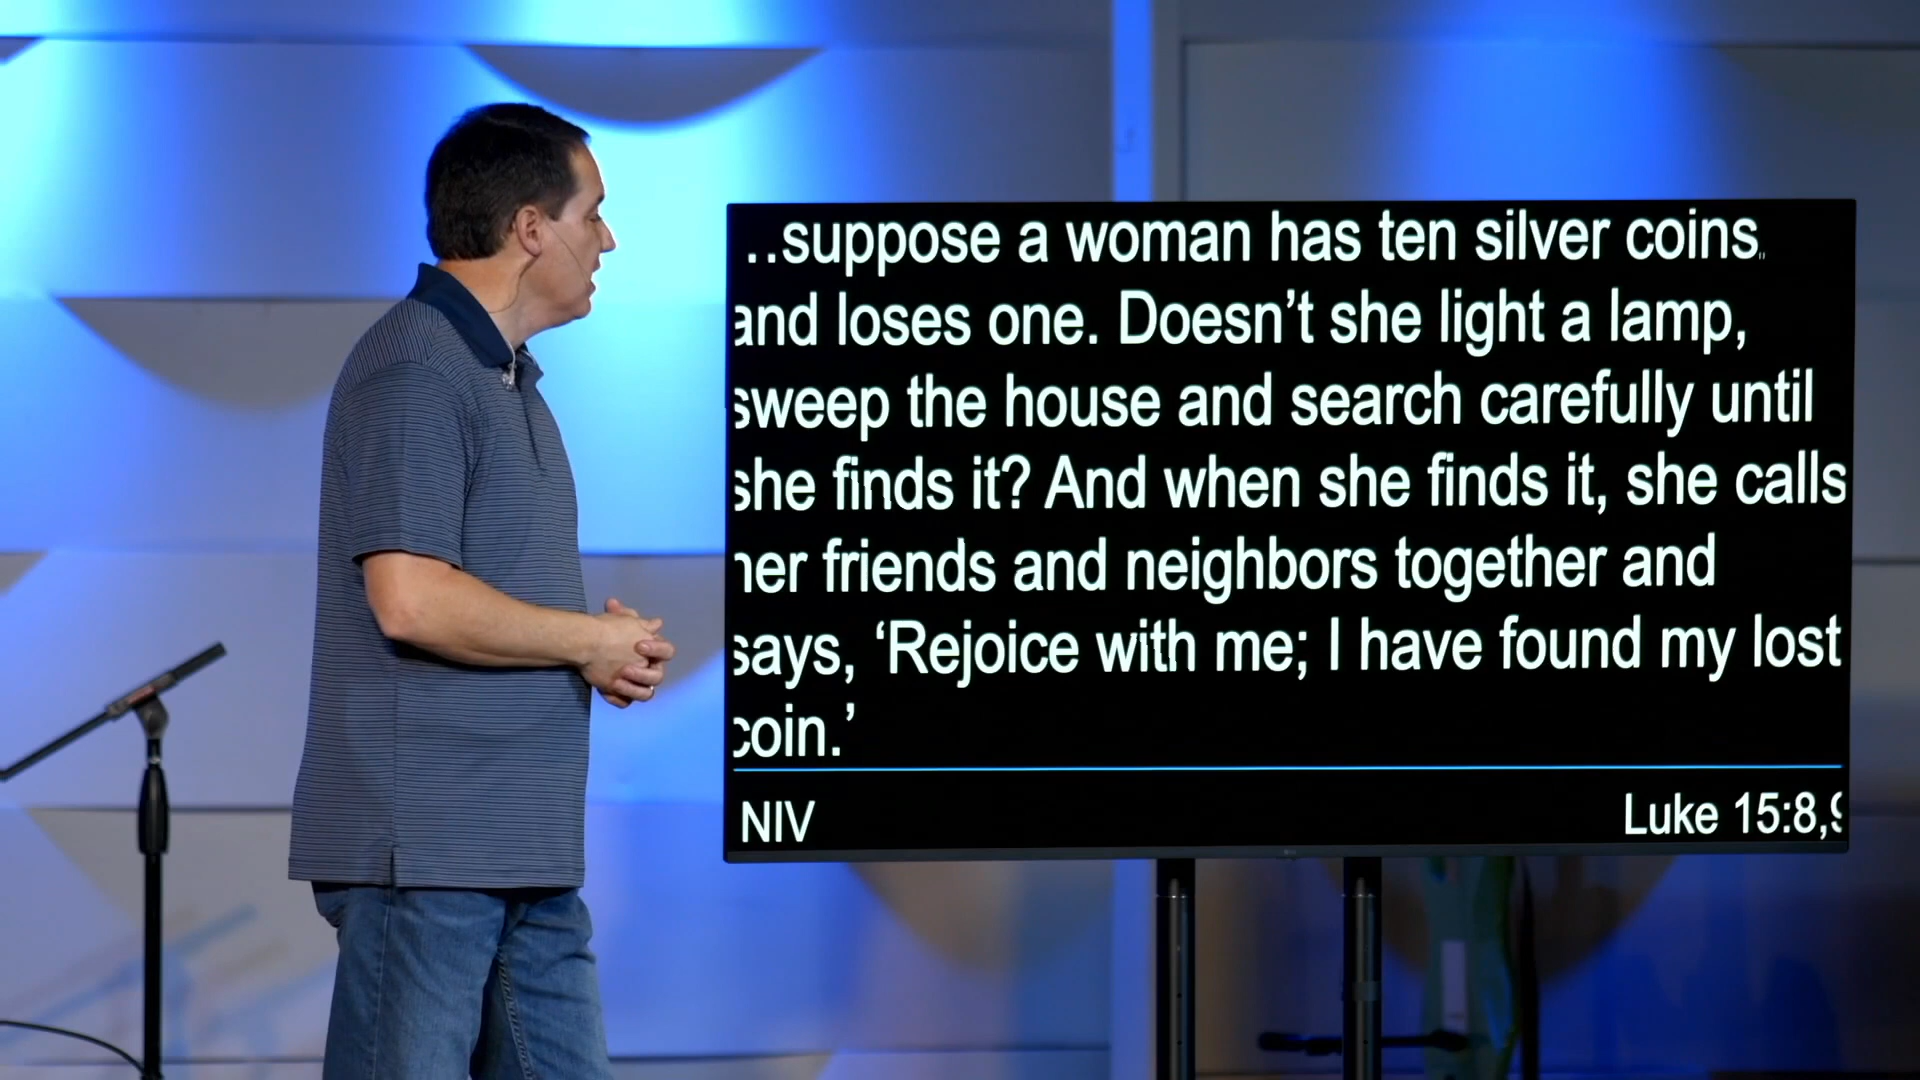 ..suppose a woman has ten silver coins,,
and loses one. Doesn’t she light a lamp,
sweep the house and search carefully until
she finds it? And when she finds it, she calls
her friends and neighbors together and
says, ‘Rejoice with me; I have found my lost
coin.’
NIV
Luke 15:8,9